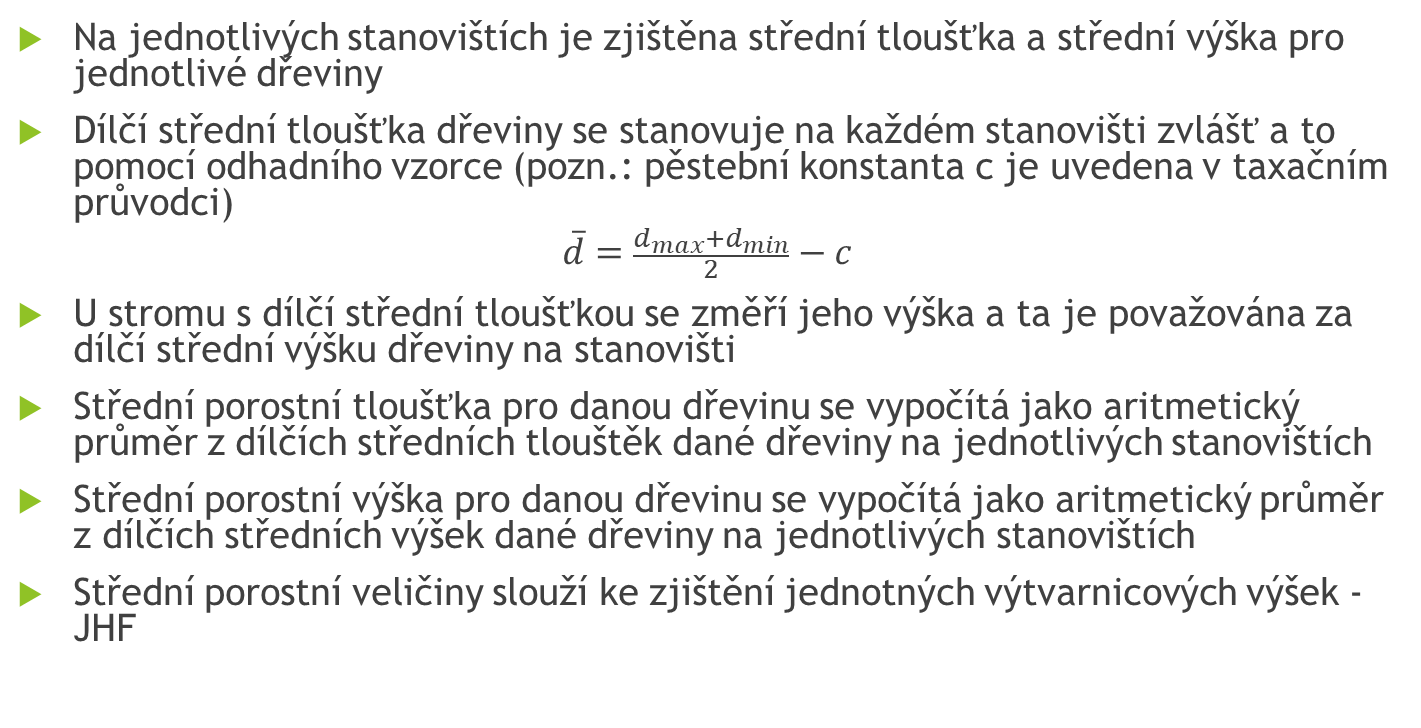 Na jednotlivých stanovištích je zjištěna střední tloušťka a střední výška pro
jednotlivé dřeviny
Dílčí střední tloušťka dřeviny se stanovuje na každém stanovišti zvlášť a to
pomocí odhadního vzorce (pozn.: pěstební konstanta c je uvedena v taxačním
průvodci)
d̄ = (d_max+d_min)/2 − c
U stromu s dílčí střední tloušťkou se změří jeho výška a ta je považována za
dílčí střední výšku dřeviny na stanovišti
Střední porostní tloušťka pro danou dřevinu se vypočítá jako aritmetický
průměr z dílčích středních tlouštěk dané dřeviny na jednotlivých stanovištích
Střední porostní výška pro danou dřevinu se vypočítá jako aritmetický průměr
z dílčích středních výšek dané dřeviny na jednotlivých stanovištích
Střední porostní veličiny slouží ke zjištění jednotných výtvarnicových výšek -
JHF